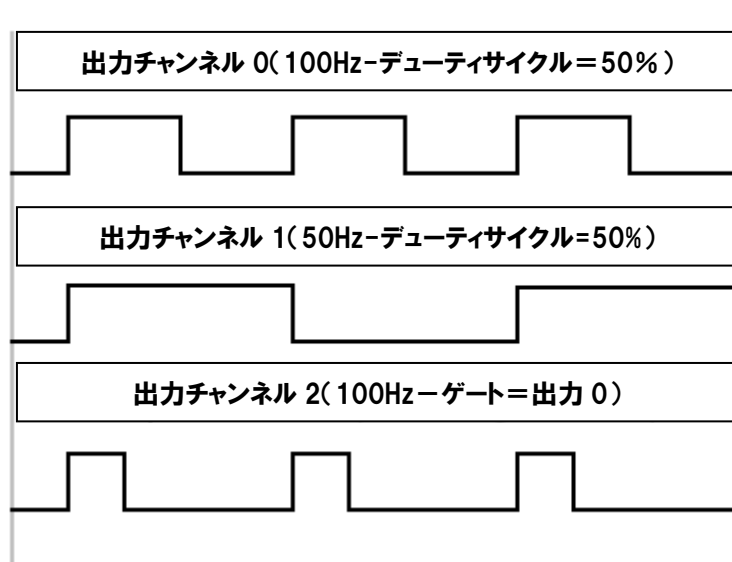 出力チャンネル 0(100Hz-デューティサイクル＝50%)
出力チャンネル 1(50Hz-デューティサイクル=50%)
出力チャンネル 2(100Hz－ゲート＝出力 0)